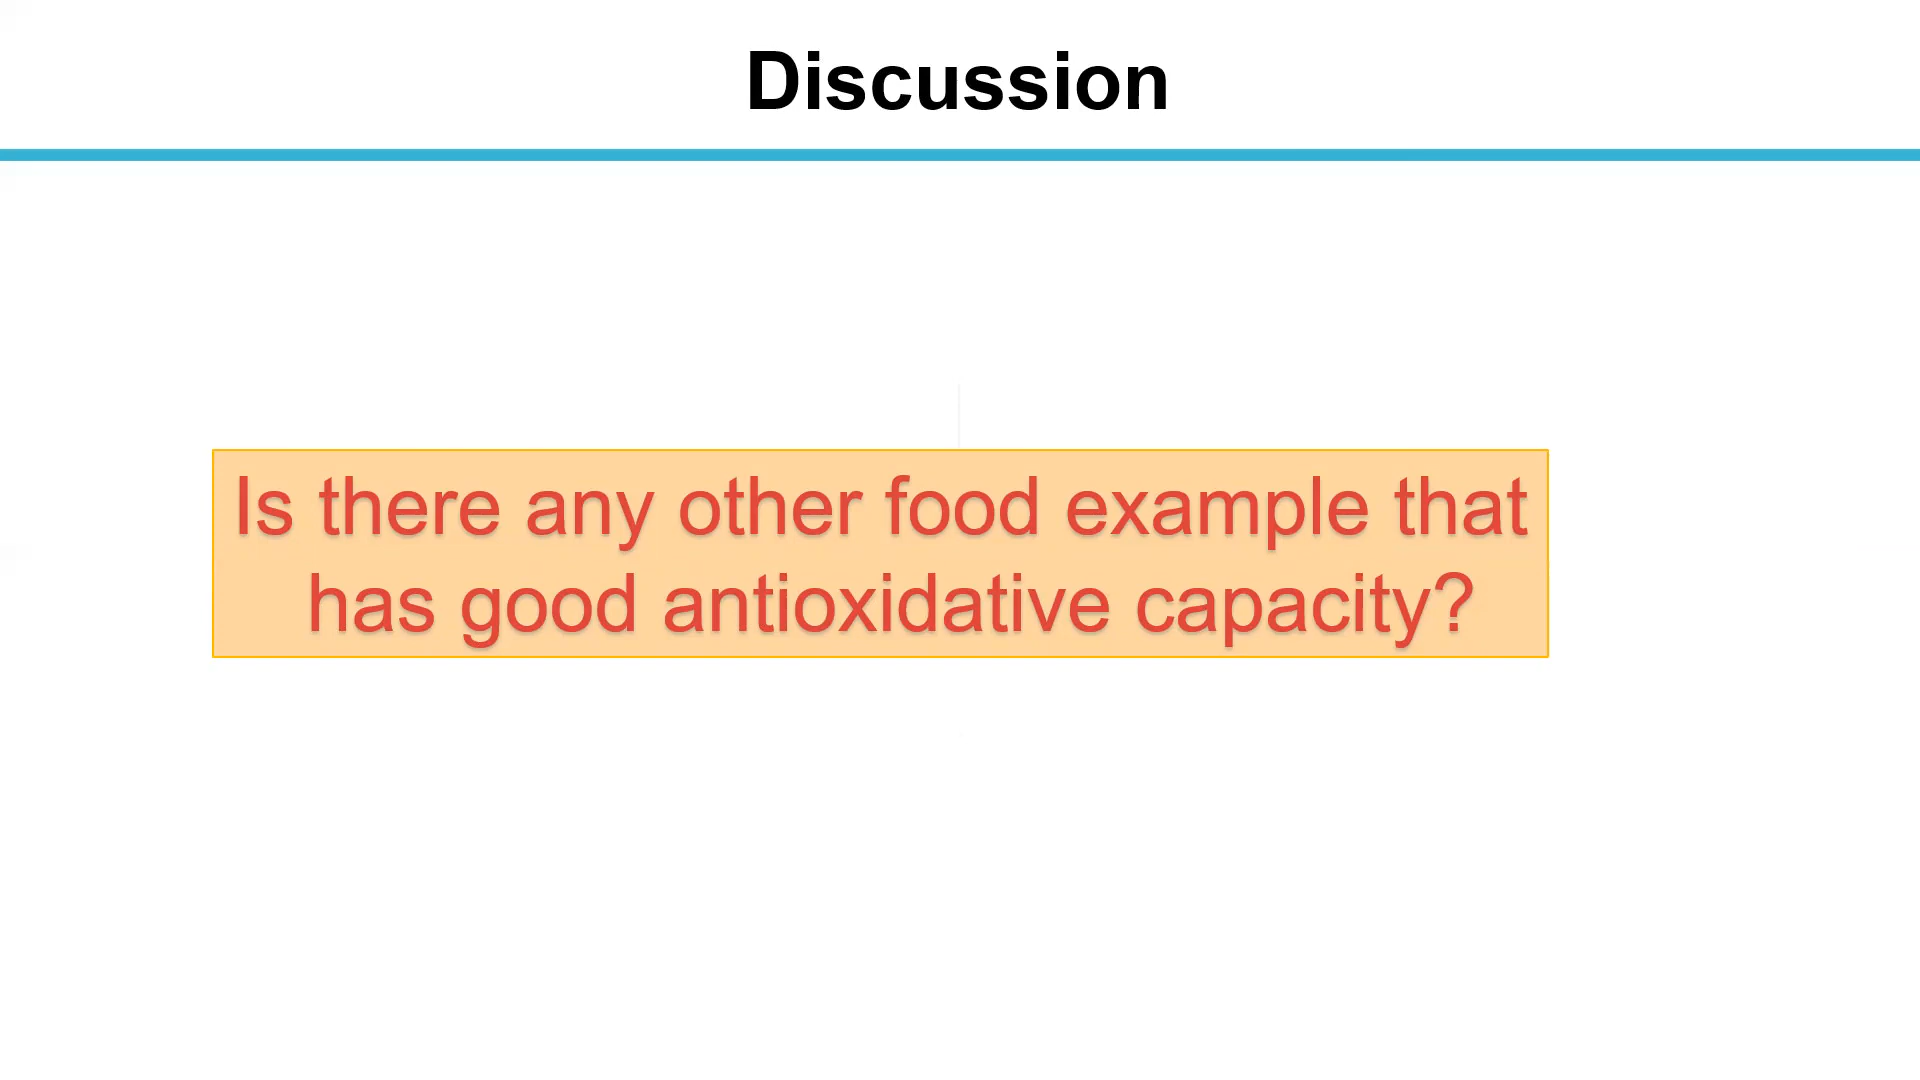 Discussion
Is there any other food example that
has good antioxidative capacity?